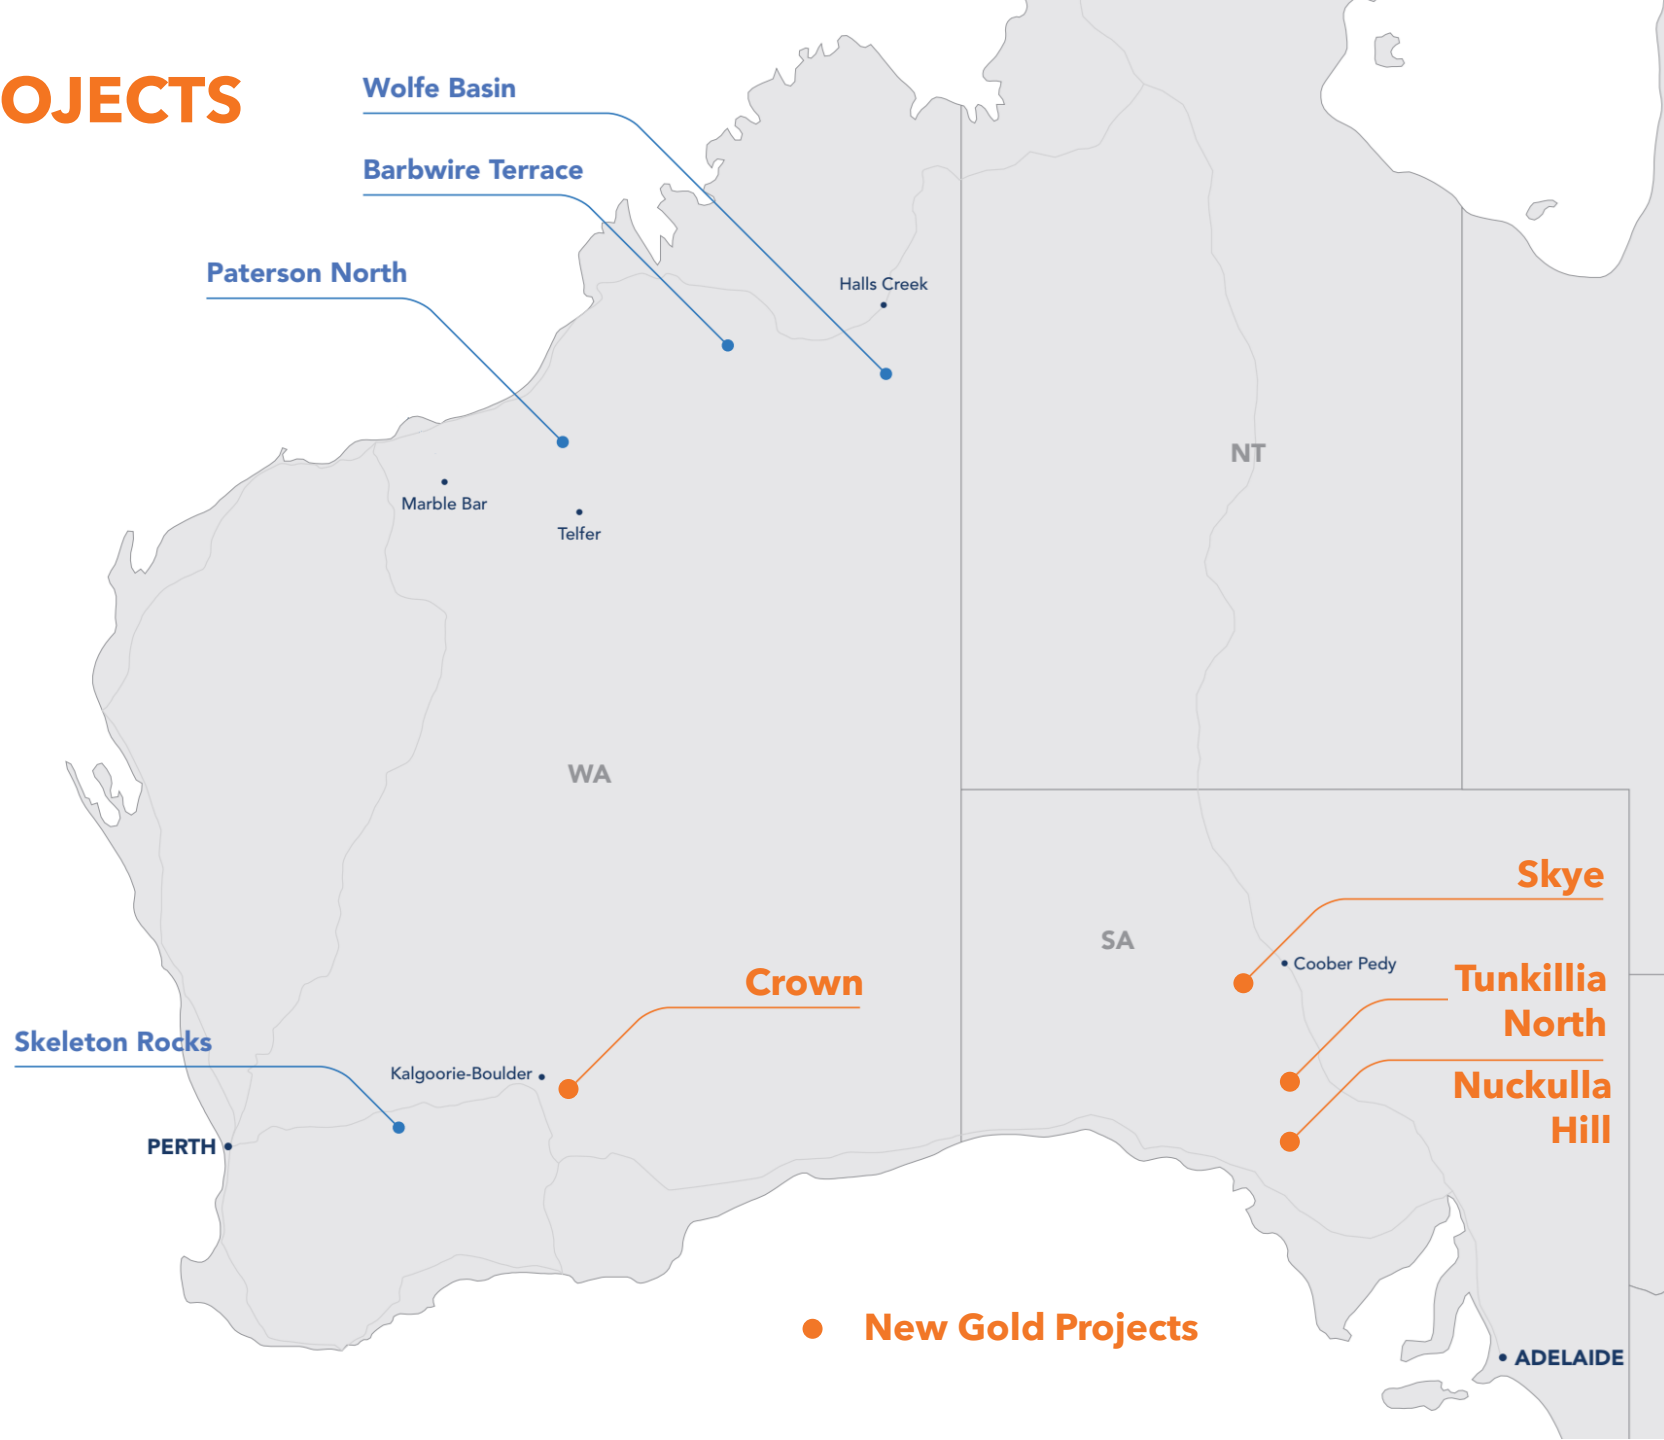 OJECTS
Wolfe Basin
Barbwire Terrace
Paterson North
Halls Creek
Marble Bar
Telfer
NT
WA
SA
Skye
Coober Pedy
Tunkillia
North
Crown
Skeleton Rocks
Kalgoorie-Boulder
Nuckulla
Hill
PERTH
New Gold Projects
ADELAIDE